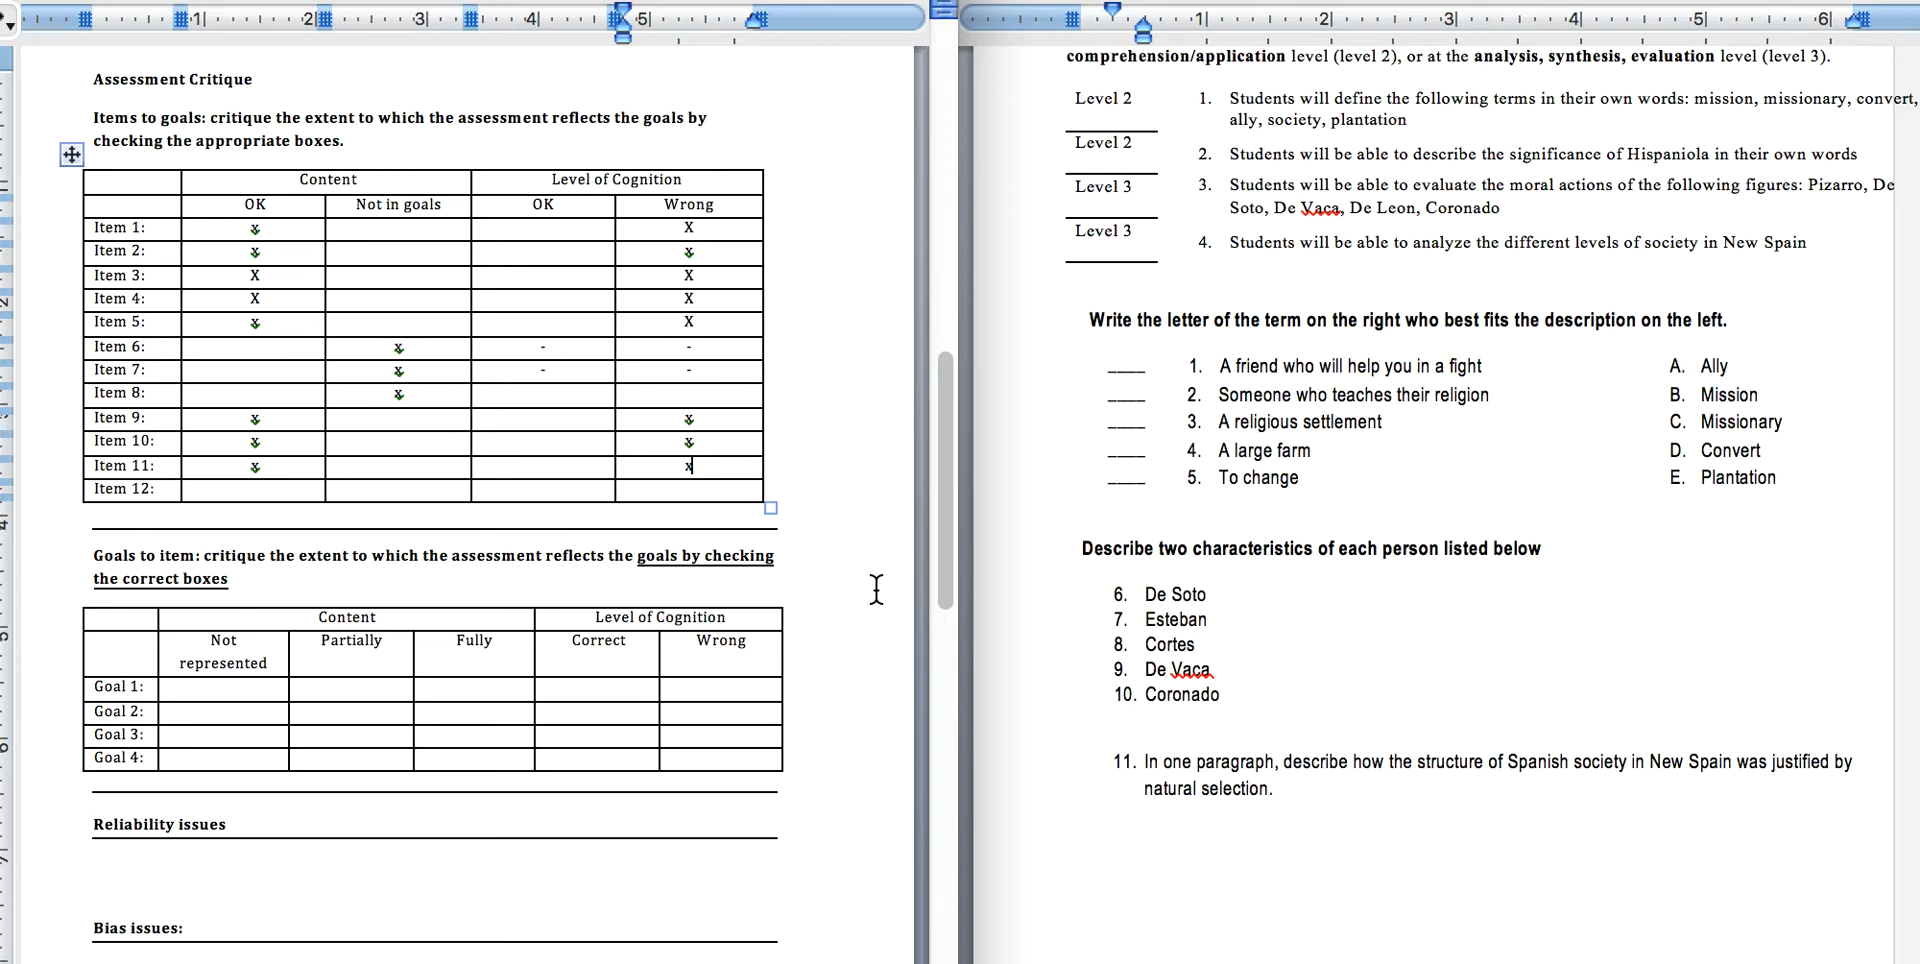 Assessment Critique
Items to goals: critique the extent to which the assessment reflects the goals by
checking the appropriate boxes.
Content Level of Cognition
OK Not in goals OK Wrong
Item 1: x X
Item 2: x x
Item 3: X X
Item 4: X X
Item 5: x X
Item 6: x - -
Item 7: x - -
Item 8: x
Item 9: x x
Item 10: x x
Item 11: x x
Item 12:
Goals to item: critique the extent to which the assessment reflects the goals by checking
the correct boxes
Content Level of Cognition
Not Partially Fully Correct Wrong
represented
Goal 1:
Goal 2:
Goal 3:
Goal 4:
Reliability issues
Bias issues:
comprehension/application level (level 2), or at the analysis, synthesis, evaluation level (level 3).
Level 2 1. Students will define the following terms in their own words: mission, missionary, convert,
ally, society, plantation
Level 2
2. Students will be able to describe the significance of Hispaniola in their own words
Level 3 3. Students will be able to evaluate the moral actions of the following figures: Pizarro, De
Soto, De Vaca, De Leon, Coronado
Level 3
4. Students will be able to analyze the different levels of society in New Spain
Write the letter of the term on the right who best fits the description on the left.
____ 1. A friend who will help you in a fight A. Ally
____ 2. Someone who teaches their religion B. Mission
____ 3. A religious settlement C. Missionary
____ 4. A large farm D. Convert
____ 5. To change E. Plantation
Describe two characteristics of each person listed below
6. De Soto
7. Esteban
8. Cortes
9. De Vaca
10. Coronado
11. In one paragraph, describe how the structure of Spanish society in New Spain was justified by
natural selection.